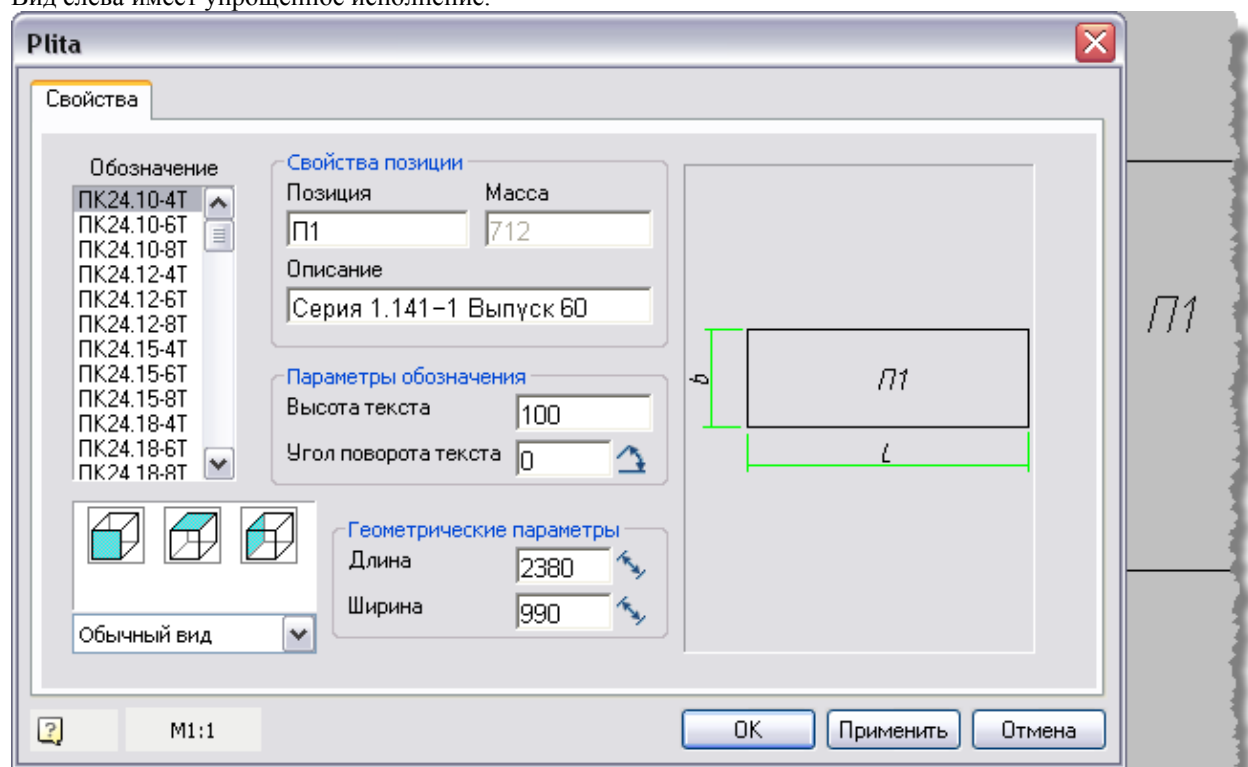 Вид слева имеет упрощенное исполнение.
Plita
Свойства
Обозначение
ПК24.10-4Т
ПК24.10-6Т
ПК24.10-8Т
ПК24.12-4Т
ПК24.12-6Т
ПК24.12-8Т
ПК24.15-4Т
ПК24.15-6Т
ПК24.15-8Т
ПК24.18-4Т
ПК24.18-6Т
ПК24.18-8Т
Обычный вид
Свойства позиции
Позиция Масса
П1 712
Описание
Серия 1.141-1 Выпуск 60
Параметры обозначения
Высота текста 100
Угол поворота текста 0
Геометрические параметры
Длина 2380
Ширина 990
b
П1
L
П1
М1:1
OK Применить Отмена